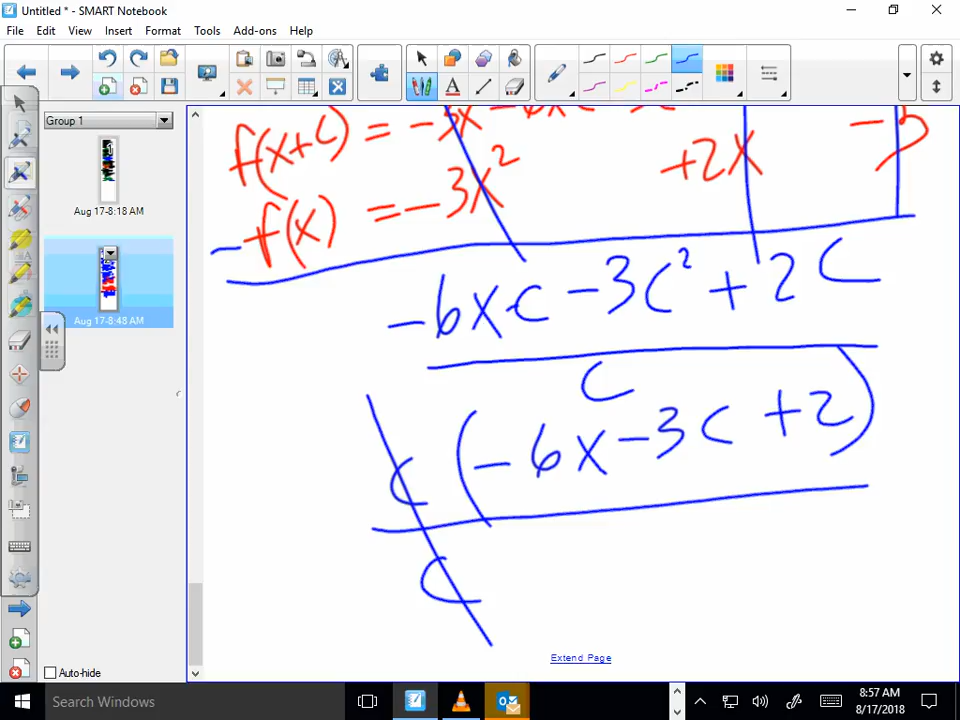 Untitled * - SMART Notebook
File Edit View Insert Format Tools Add-ons Help
Group 1
Aug 17-8:18 AM
Aug 17-8:48 AM
f(x+c) = -3x
-5
-f(x) = -3x² +2x
-6xc -3c² + 2c
c
c (-6x -3c +2)
c
Extend Page
Auto-hide
Search Windows
8:57 AM
8/17/2018